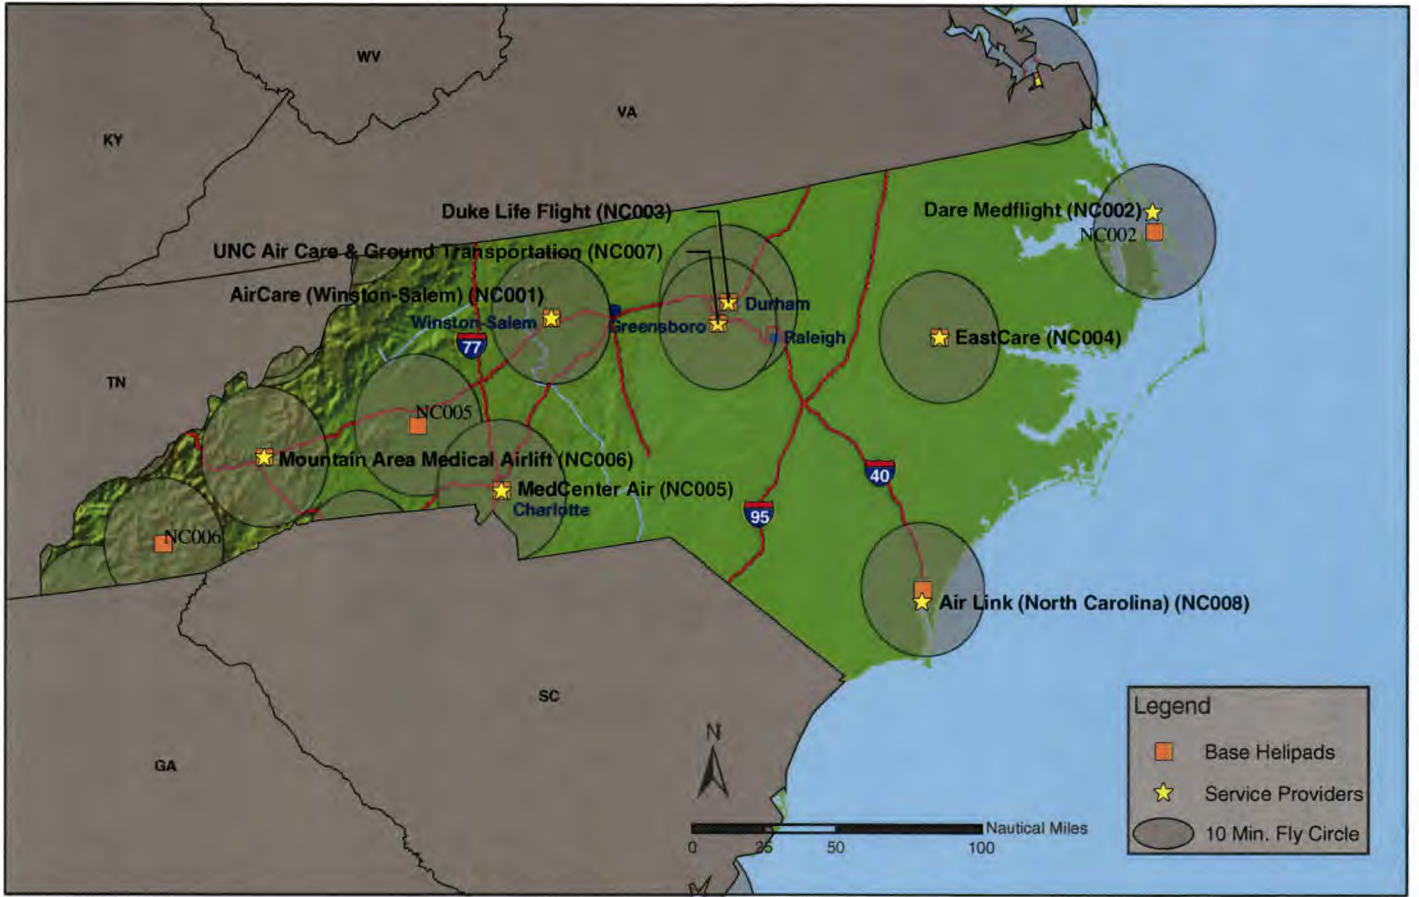 WV
KY
VA
Duke Life Flight (NC003)
Dare Medflight (NC002)
NC002
UNC Air Care & Ground Transportation (NC007)
AirCare (Winston-Salem) (NC001)
Winston-Salem
Durham
Greensboro
Raleigh
EastCare (NC004)
77
TN
NC005
Mountain Area Medical Airlift (NC006)
MedCenter Air (NC005)
Charlotte
40
95
NC006
Air Link (North Carolina) (NC008)
SC
GA
N
Nautical Miles
0 25 50 100
Legend
Base Helipads
Service Providers
10 Min. Fly Circle